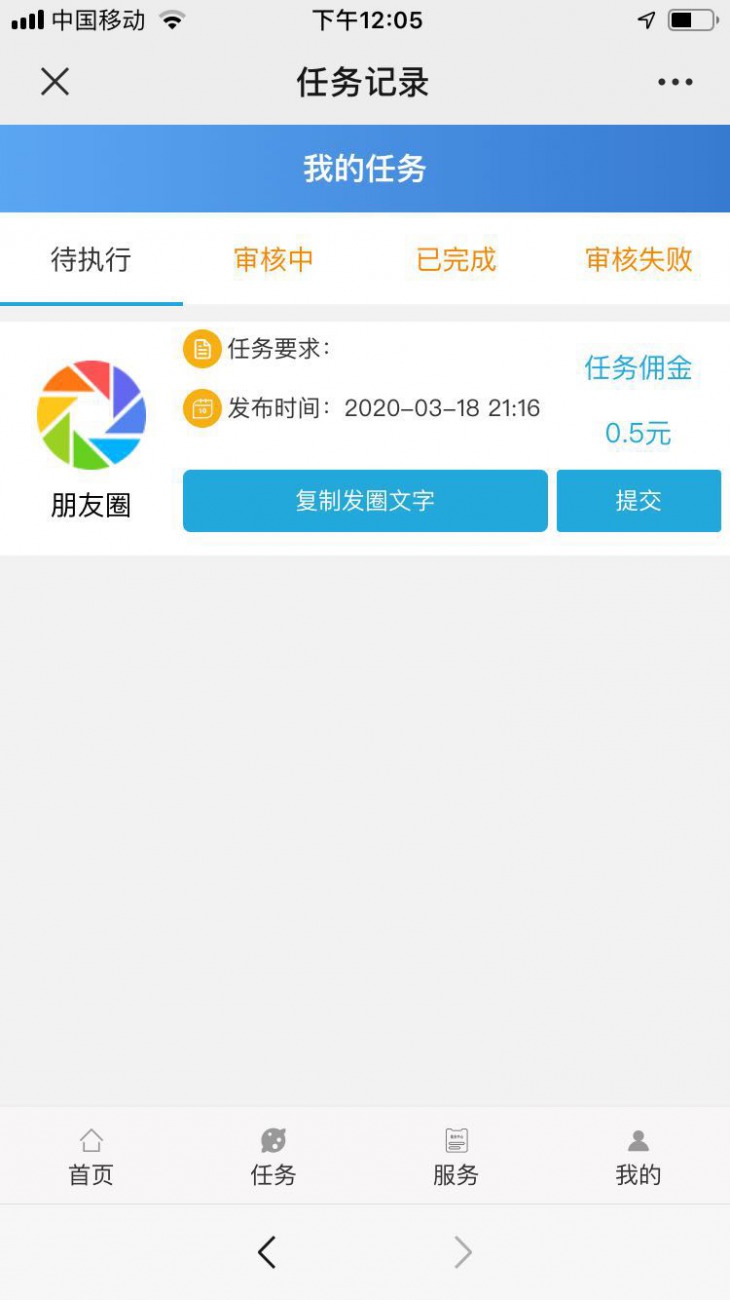 中国移动
下午12:05
任务记录
我的任务
待执行
审核中
已完成
审核失败
任务要求：
任务佣金
发布时间：2020-03-18 21:16
0.5元
朋友圈
复制发圈文字
提交
首页
任务
服务
我的